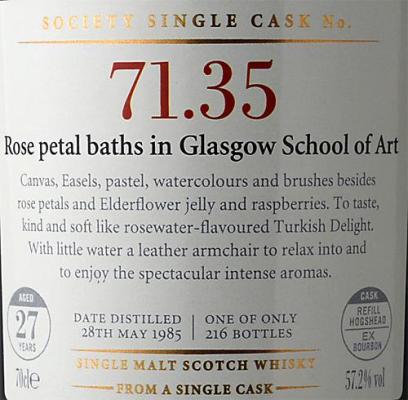 SOCIETY SINGLE CASK No.
71.35
Rose petal baths in Glasgow School of Art
Canvas, Easels, pastel, watercolours and brushes besides
rose petals and Elderflower jelly and raspberries. To taste,
kind and soft like rosewater-flavoured Turkish Delight.
With little water a leather armchair to relax into and
to enjoy the spectacular intense aromas.
AGED
27
YEARS
DATE DISTILLED
28TH MAY 1985
ONE OF ONLY
216 BOTTLES
CASK
REFILL
HOGSHEAD
EX
BOURBON
70cle
SINGLE MALT SCOTCH WHISKY
FROM A SINGLE CASK
57.2% vol